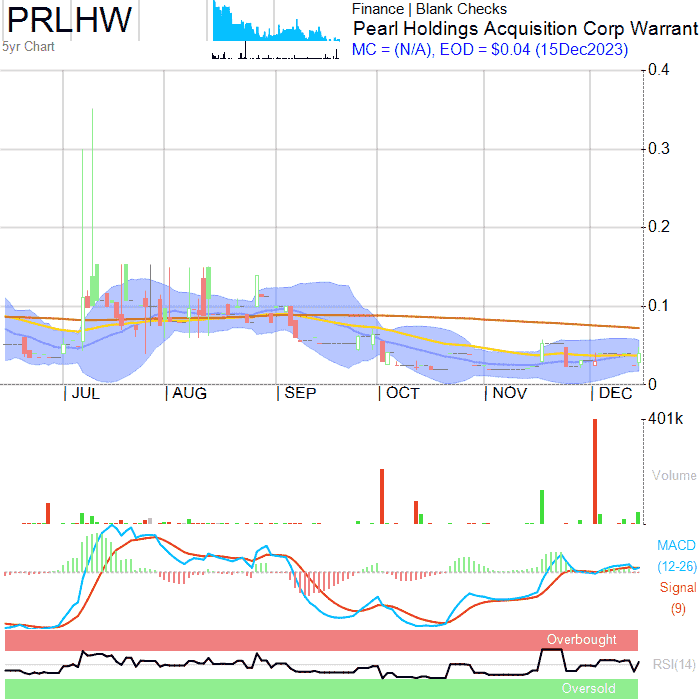 PRLHW
5yr Chart
Finance | Blank Checks
Pearl Holdings Acquisition Corp Warrant
MC = (N/A), EOD = $0.04 (15Dec2023)
0.4
0.3
0.2
0.1
0
JUL AUG SEP OCT NOV DEC
401k
Volume
MACD
(12-26)
Signal
(9)
Overbought
RSI(14)
Oversold